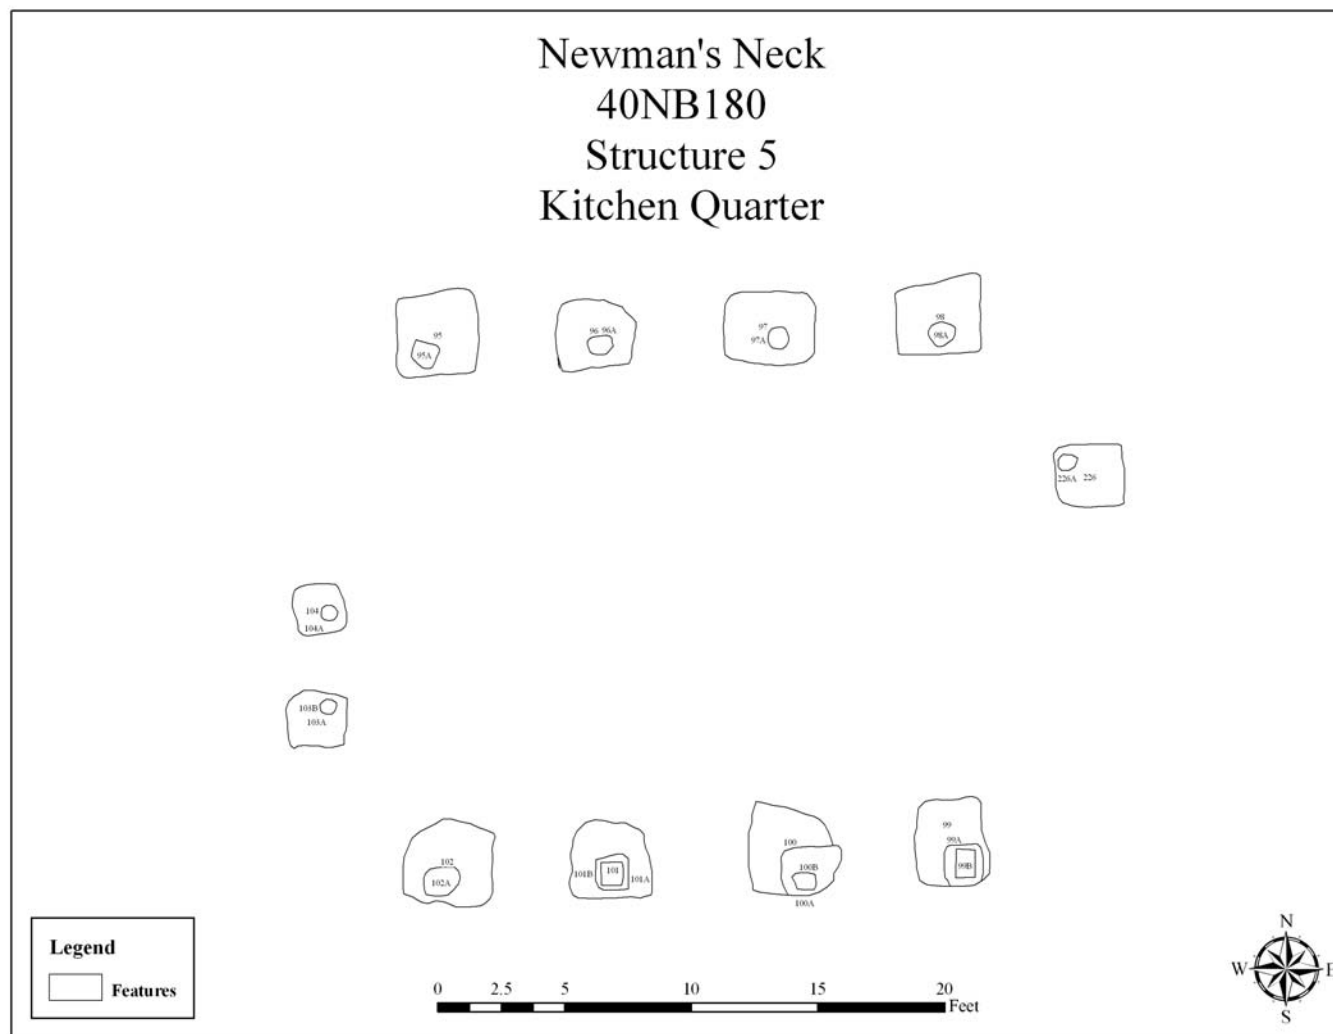 Newman's Neck
40NB180
Structure 5
Kitchen Quarter
95
95A
96 96A
97
97A
98
98A
226A 226
104
104A
103B
103A
102
102A
101B 101 101A
100
100B
100A
99
99A
99B
Legend
Features
0 2.5 5 10 15 20
Feet
N
W E
S